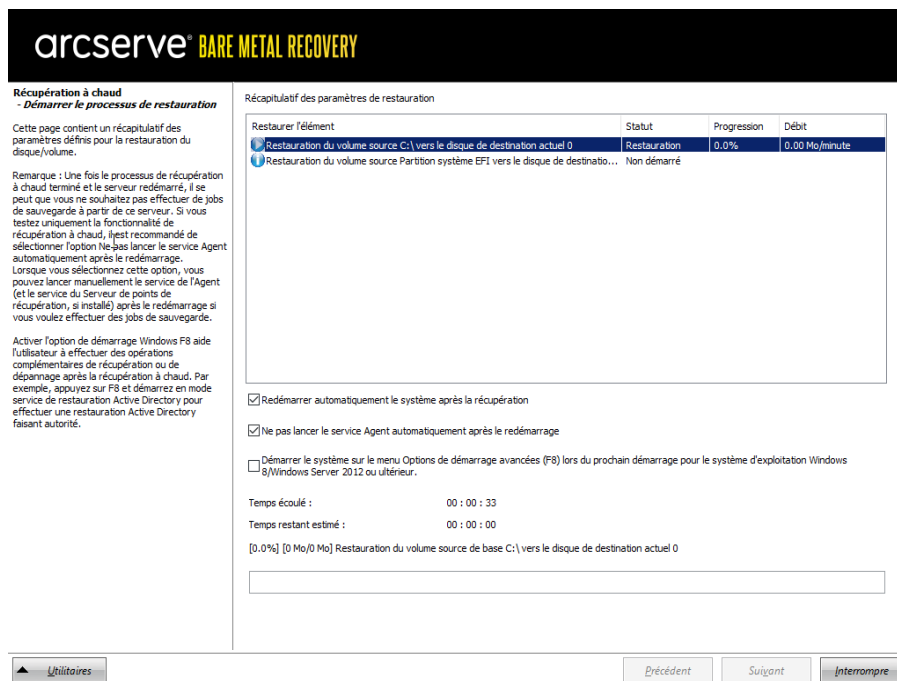 arcserve® BARE METAL RECOVERY
Récupération à chaud
- Démarrer le processus de restauration
Cette page contient un récapitulatif des
paramètres définis pour la restauration du
disque/volume.
Remarque : Une fois le processus de récupération
à chaud terminé et le serveur redémarré, il se
peut que vous ne souhaitez pas effectuer de jobs
de sauvegarde à partir de ce serveur. Si vous
testez uniquement la fonctionnalité de
récupération à chaud, il est recommandé de
sélectionner l'option Ne pas lancer le service Agent
automatiquement après le redémarrage.
Lorsque vous sélectionnez cette option, vous
pouvez lancer manuellement le service de l'Agent
(et le service du Serveur de points de
récupération, si installé) après le redémarrage si
vous voulez effectuer des jobs de sauvegarde.
Activer l'option de démarrage Windows F8 aide
l'utilisateur à effectuer des opérations
complémentaires de récupération ou de
dépannage après la récupération à chaud. Par
exemple, appuyez sur F8 et démarrez en mode
service de restauration Active Directory pour
effectuer une restauration Active Directory
faisant autorité.
Récapitulatif des paramètres de restauration
Restaurer l'élément Statut Progression Débit
Restauration du volume source C:\ vers le disque de destination actuel 0 Restauration 0.0% 0.00 Mo/minute
Restauration du volume source Partition système EFI vers le disque de destinatio... Non démarré
Redémarrer automatiquement le système après la récupération
Ne pas lancer le service Agent automatiquement après le redémarrage
Démarrer le système sur le menu Options de démarrage avancées (F8) lors du prochain démarrage pour le système d'exploitation Windows
8/Windows Server 2012 ou ultérieur.
Temps écoulé : 00 : 00 : 33
Temps restant estimé : 00 : 00 : 00
[0.0%] [0 Mo/0 Mo] Restauration du volume source de base C:\ vers le disque de destination actuel 0
Utilitaires Précédent Suivant Interrompre